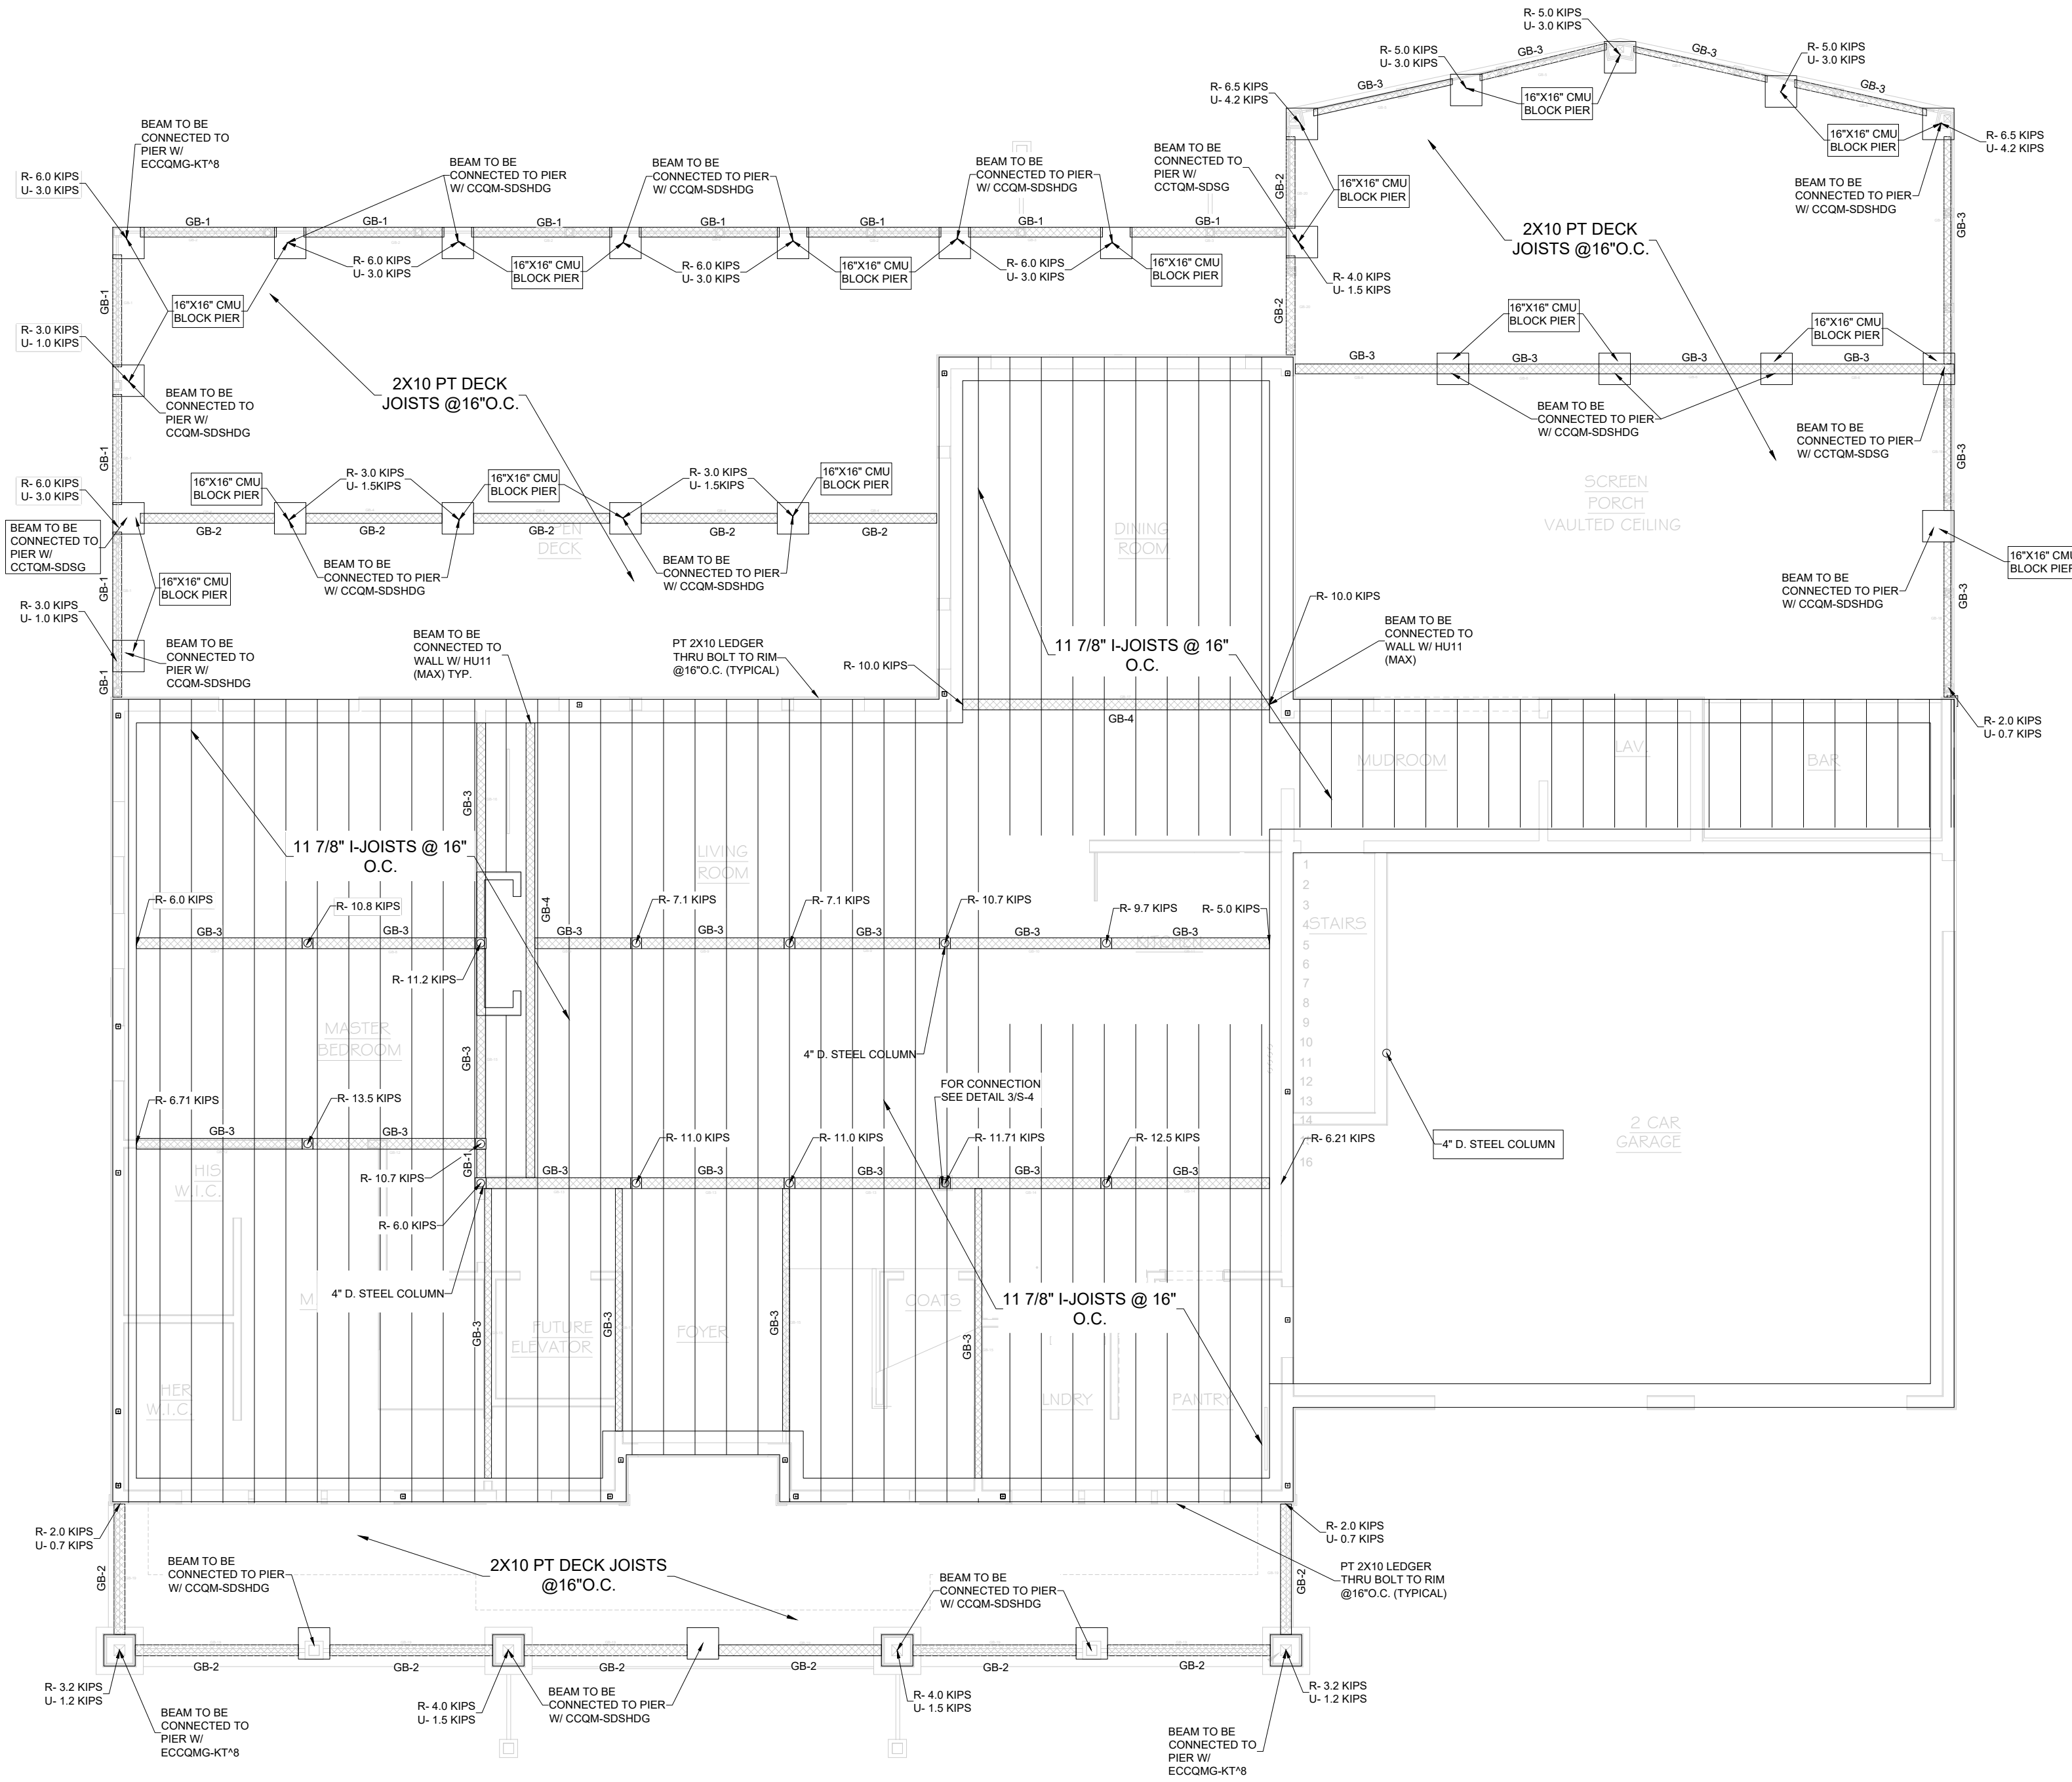 R- 5.0 KIPS
U- 3.0 KIPS
R- 5.0 KIPS
U- 3.0 KIPS
GB-3
GB-3
R- 5.0 KIPS
U- 3.0 KIPS
R- 6.5 KIPS
U- 4.2 KIPS
GB-3
GB-3
16"X16" CMU
BLOCK PIER
16"X16" CMU
BLOCK PIER
R- 6.5 KIPS
U- 4.2 KIPS
BEAM TO BE
CONNECTED TO
PIER W/
ECCQMG-KT^8
R- 6.0 KIPS
U- 3.0 KIPS
BEAM TO BE
CONNECTED TO PIER
W/ CCQM-SDSHDG
BEAM TO BE
CONNECTED TO PIER
W/ CCQM-SDSHDG
BEAM TO BE
CONNECTED TO PIER
W/ CCQM-SDSHDG
BEAM TO BE
CONNECTED TO
PIER W/
CCTQM-SDSG
GB-2
16"X16" CMU
BLOCK PIER
BEAM TO BE
CONNECTED TO PIER
W/ CCQM-SDSHDG
GB-3
GB-1
GB-1
GB-1
GB-1
GB-1
GB-1
GB-1
2X10 PT DECK
JOISTS @16"O.C.
R- 6.0 KIPS
U- 3.0 KIPS
16"X16" CMU
BLOCK PIER
R- 6.0 KIPS
U- 3.0 KIPS
16"X16" CMU
BLOCK PIER
R- 6.0 KIPS
U- 3.0 KIPS
16"X16" CMU
BLOCK PIER
R- 4.0 KIPS
U- 1.5 KIPS
GB-1
16"X16" CMU
BLOCK PIER
GB-2
16"X16" CMU
BLOCK PIER
16"X16" CMU
BLOCK PIER
R- 3.0 KIPS
U- 1.0 KIPS
GB-3
GB-3
GB-3
GB-3
2X10 PT DECK
JOISTS @16"O.C.
BEAM TO BE
CONNECTED TO
PIER W/
CCQM-SDSHDG
BEAM TO BE
CONNECTED TO PIER
W/ CCQM-SDSHDG
BEAM TO BE
CONNECTED TO PIER
W/ CCTQM-SDSG
GB-3
GB-1
R- 6.0 KIPS
U- 3.0 KIPS
16"X16" CMU
BLOCK PIER
R- 3.0 KIPS
U- 1.5KIPS
16"X16" CMU
BLOCK PIER
R- 3.0 KIPS
U- 1.5KIPS
16"X16" CMU
BLOCK PIER
SCREEN
PORCH
VAULTED CEILING
BEAM TO BE
CONNECTED TO
PIER W/
CCTQM-SDSG
GB-2
GB-2
GB-2
GB-2
GB-2
OPEN
DECK
DINING
ROOM
16"X16" CMU
BLOCK PIER
BEAM TO BE
CONNECTED TO PIER
W/ CCQM-SDSHDG
BEAM TO BE
CONNECTED TO PIER
W/ CCQM-SDSHDG
BEAM TO BE
CONNECTED TO PIER
W/ CCQM-SDSHDG
GB-3
GB-1
16"X16" CMU
BLOCK PIER
R- 3.0 KIPS
U- 1.0 KIPS
R- 10.0 KIPS
BEAM TO BE
CONNECTED TO
PIER W/
CCQM-SDSHDG
GB-1
BEAM TO BE
CONNECTED TO
WALL W/ HU11
(MAX) TYP.
PT 2X10 LEDGER
THRU BOLT TO RIM
@16"O.C. (TYPICAL)
R- 10.0 KIPS
11 7/8" I-JOISTS @ 16"
O.C.
BEAM TO BE
CONNECTED TO
WALL W/ HU11
(MAX)
GB-4
R- 2.0 KIPS
U- 0.7 KIPS
MUDROOM
LAV.
BAR
GB-3
11 7/8" I-JOISTS @ 16"
O.C.
LIVING
ROOM
GB-4
R- 6.0 KIPS
R- 10.8 KIPS
R- 7.1 KIPS
R- 7.1 KIPS
R- 10.7 KIPS
R- 9.7 KIPS
R- 5.0 KIPS
GB-3
GB-3
GB-3
GB-3
GB-3
GB-3
GB-3
KITCHEN
R- 11.2 KIPS
STAIRS
1
2
3
4
5
6
7
8
9
10
11
12
13
14
16
MASTER
BEDROOM
GB-3
4" D. STEEL COLUMN
FOR CONNECTION
SEE DETAIL 3/S-4
R- 6.71 KIPS
R- 13.5 KIPS
GB-3
GB-3
R- 11.0 KIPS
R- 11.0 KIPS
R- 11.71 KIPS
R- 12.5 KIPS
R- 6.21 KIPS
4" D. STEEL COLUMN
2 CAR
GARAGE
HIS
W.I.C.
R- 10.7 KIPS
GB-1
GB-3
GB-3
GB-3
GB-3
GB-3
R- 6.0 KIPS
4" D. STEEL COLUMN
M.
GB-3
FUTURE
ELEVATOR
GB-3
FOYER
GB-3
COATS
GB-3
11 7/8" I-JOISTS @ 16"
O.C.
HER
W.I.C.
LNDRY
PANTRY
R- 2.0 KIPS
U- 0.7 KIPS
GB-2
BEAM TO BE
CONNECTED TO PIER
W/ CCQM-SDSHDG
2X10 PT DECK JOISTS
@16"O.C.
BEAM TO BE
CONNECTED TO PIER
W/ CCQM-SDSHDG
GB-2
R- 2.0 KIPS
U- 0.7 KIPS
PT 2X10 LEDGER
THRU BOLT TO RIM
@16"O.C. (TYPICAL)
GB-2
GB-2
GB-2
GB-2
GB-2
GB-2
R- 3.2 KIPS
U- 1.2 KIPS
BEAM TO BE
CONNECTED TO
PIER W/
ECCQMG-KT^8
R- 4.0 KIPS
U- 1.5 KIPS
BEAM TO BE
CONNECTED TO PIER
W/ CCQM-SDSHDG
R- 4.0 KIPS
U- 1.5 KIPS
R- 3.2 KIPS
U- 1.2 KIPS
BEAM TO BE
CONNECTED TO
PIER W/
ECCQMG-KT^8